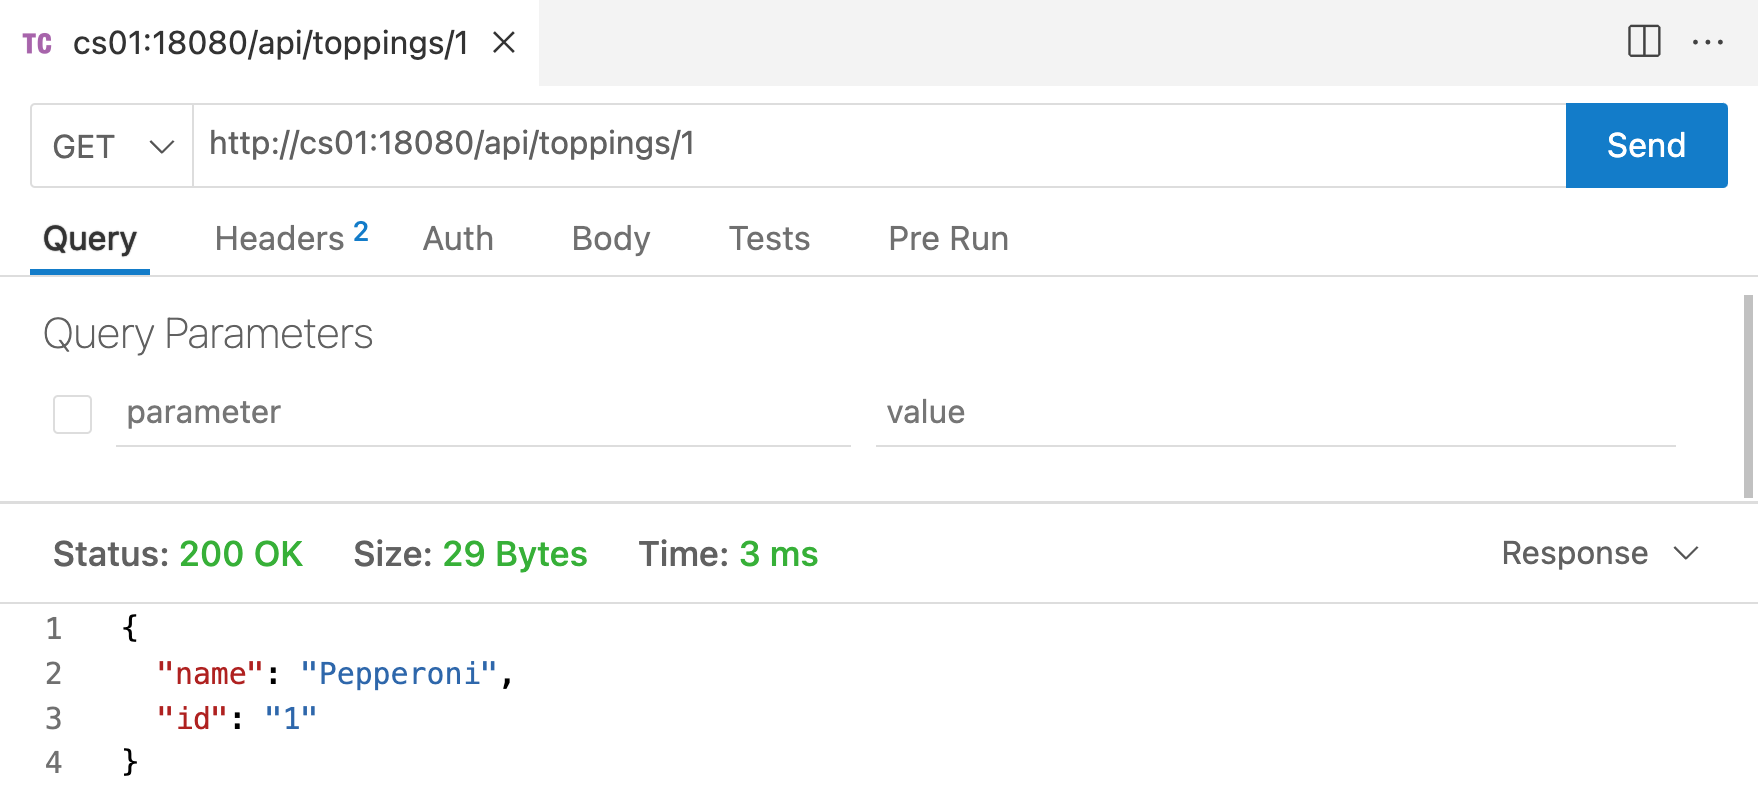 TC cs01:18080/api/toppings/1
GET http://cs01:18080/api/toppings/1 Send
Query Headers 2 Auth Body Tests Pre Run
Query Parameters
parameter value
Status: 200 OK Size: 29 Bytes Time: 3 ms Response
1 {
2 "name": "Pepperoni",
3 "id": "1"
4 }